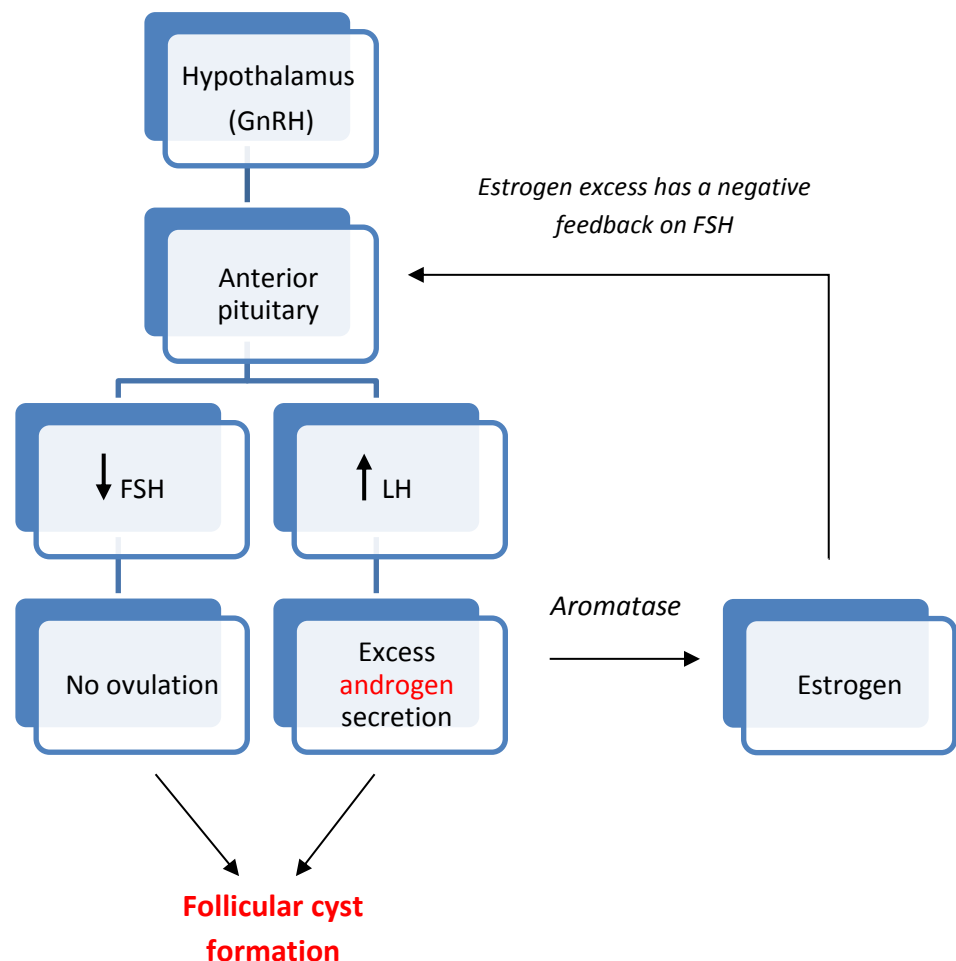 Hypothalamus
(GnRH)
Estrogen excess has a negative
feedback on FSH
Anterior
pituitary
↓ FSH
↑ LH
No ovulation
Excess
androgen
secretion
Aromatase
Estrogen
Follicular cyst
formation